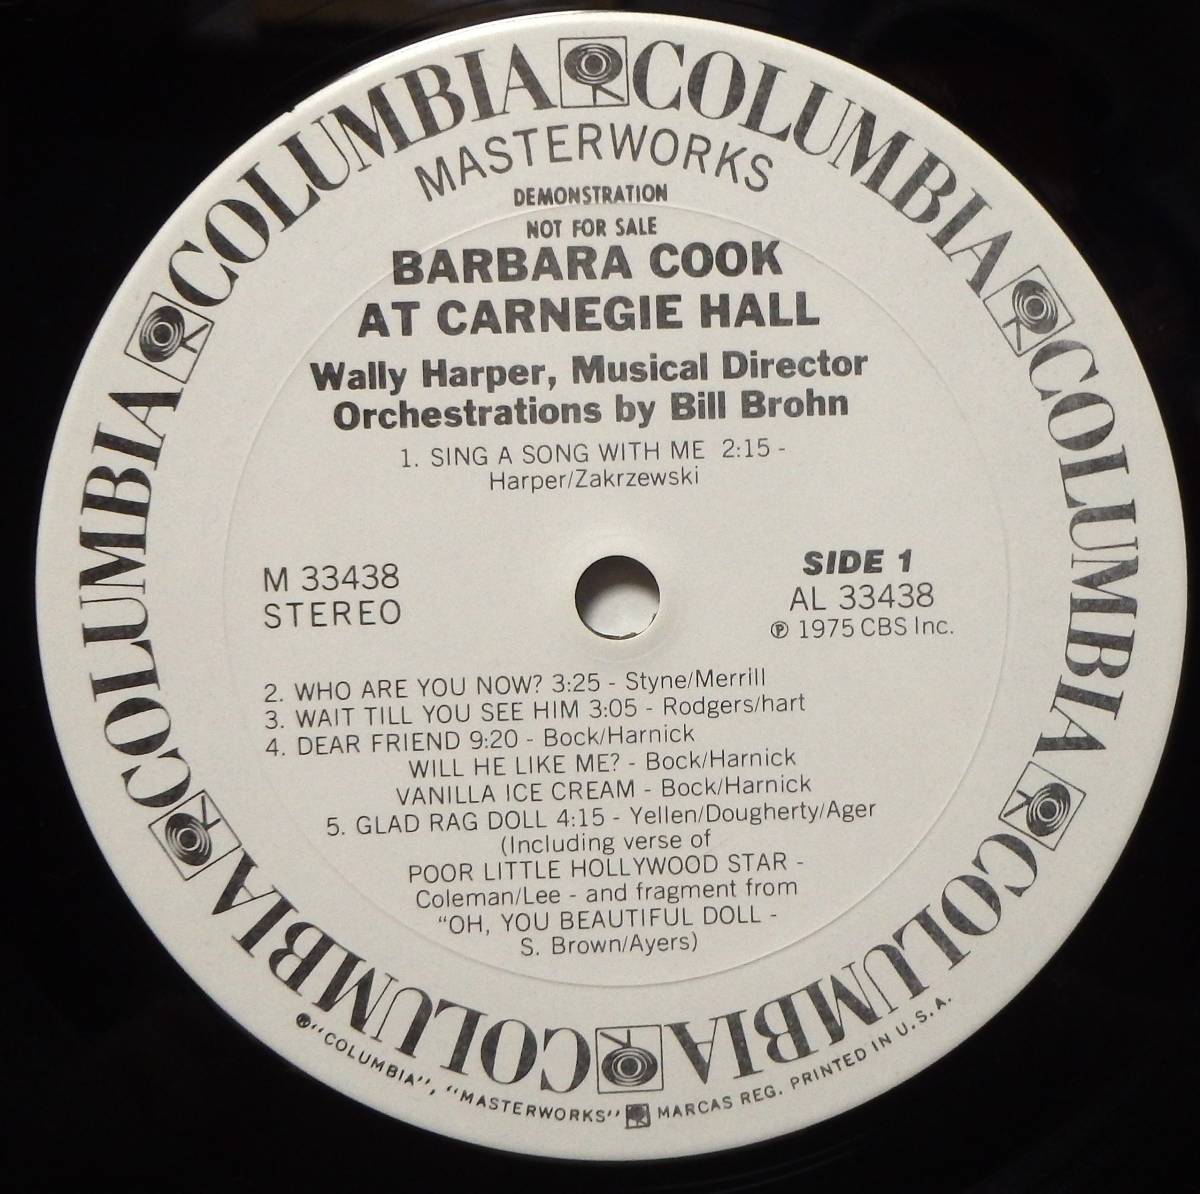 COLUMBIA COLUMBIA COLUMBIA COLUMBIA COLUMBIA COLUMBIA COLUMBIA COLUMBIA
MASTERWORKS
DEMONSTRATION
NOT FOR SALE
BARBARA COOK
AT CARNEGIE HALL
Wally Harper, Musical Director
Orchestrations by Bill Brohn
1. SING A SONG WITH ME 2:15 -
Harper/Zakrzewski
M 33438
STEREO
SIDE 1
AL 33438
℗ 1975 CBS Inc.
2. WHO ARE YOU NOW? 3:25 - Styne/Merrill
3. WAIT TILL YOU SEE HIM 3:05 - Rodgers/hart
4. DEAR FRIEND 9:20 - Bock/Harnick
WILL HE LIKE ME? - Bock/Harnick
VANILLA ICE CREAM - Bock/Harnick
5. GLAD RAG DOLL 4:15 - Yellen/Dougherty/Ager
(Including verse of
POOR LITTLE HOLLYWOOD STAR -
Coleman/Lee - and fragment from
"OH, YOU BEAUTIFUL DOLL -
S. Brown/Ayers)
®"COLUMBIA", "MASTERWORKS" MARCAS REG. PRINTED IN U.S.A.